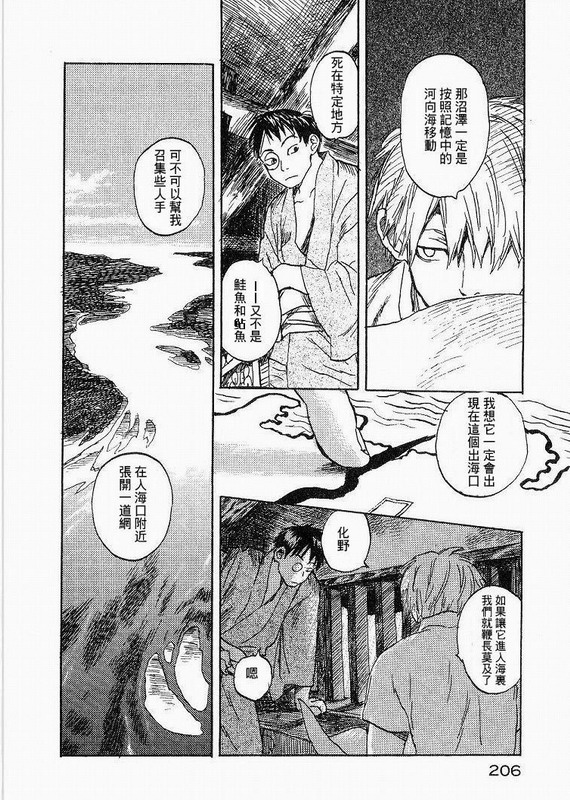 那沼澤一定是
按照記憶中的
河向海移動
死在特定地方
——又不是
鮭魚和鮎魚
我想它一定會出
現在這個出海口
化野
嗯
如果讓它進入海裏
我們就鞭長莫及了
可不可以幫我
召集些人手
在人海口附近
張開一道網
206